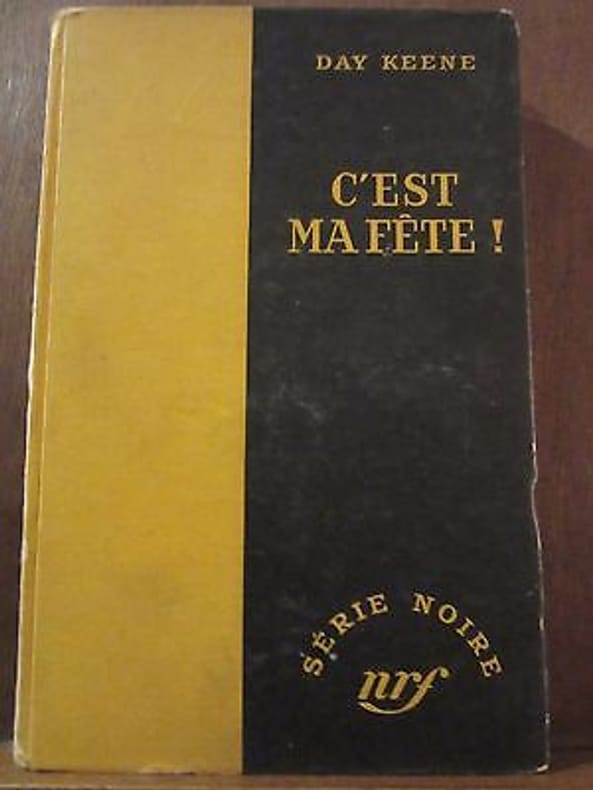 DAY KEENE
C'EST
MA FÊTE !
SÉRIE NOIRE
nrf